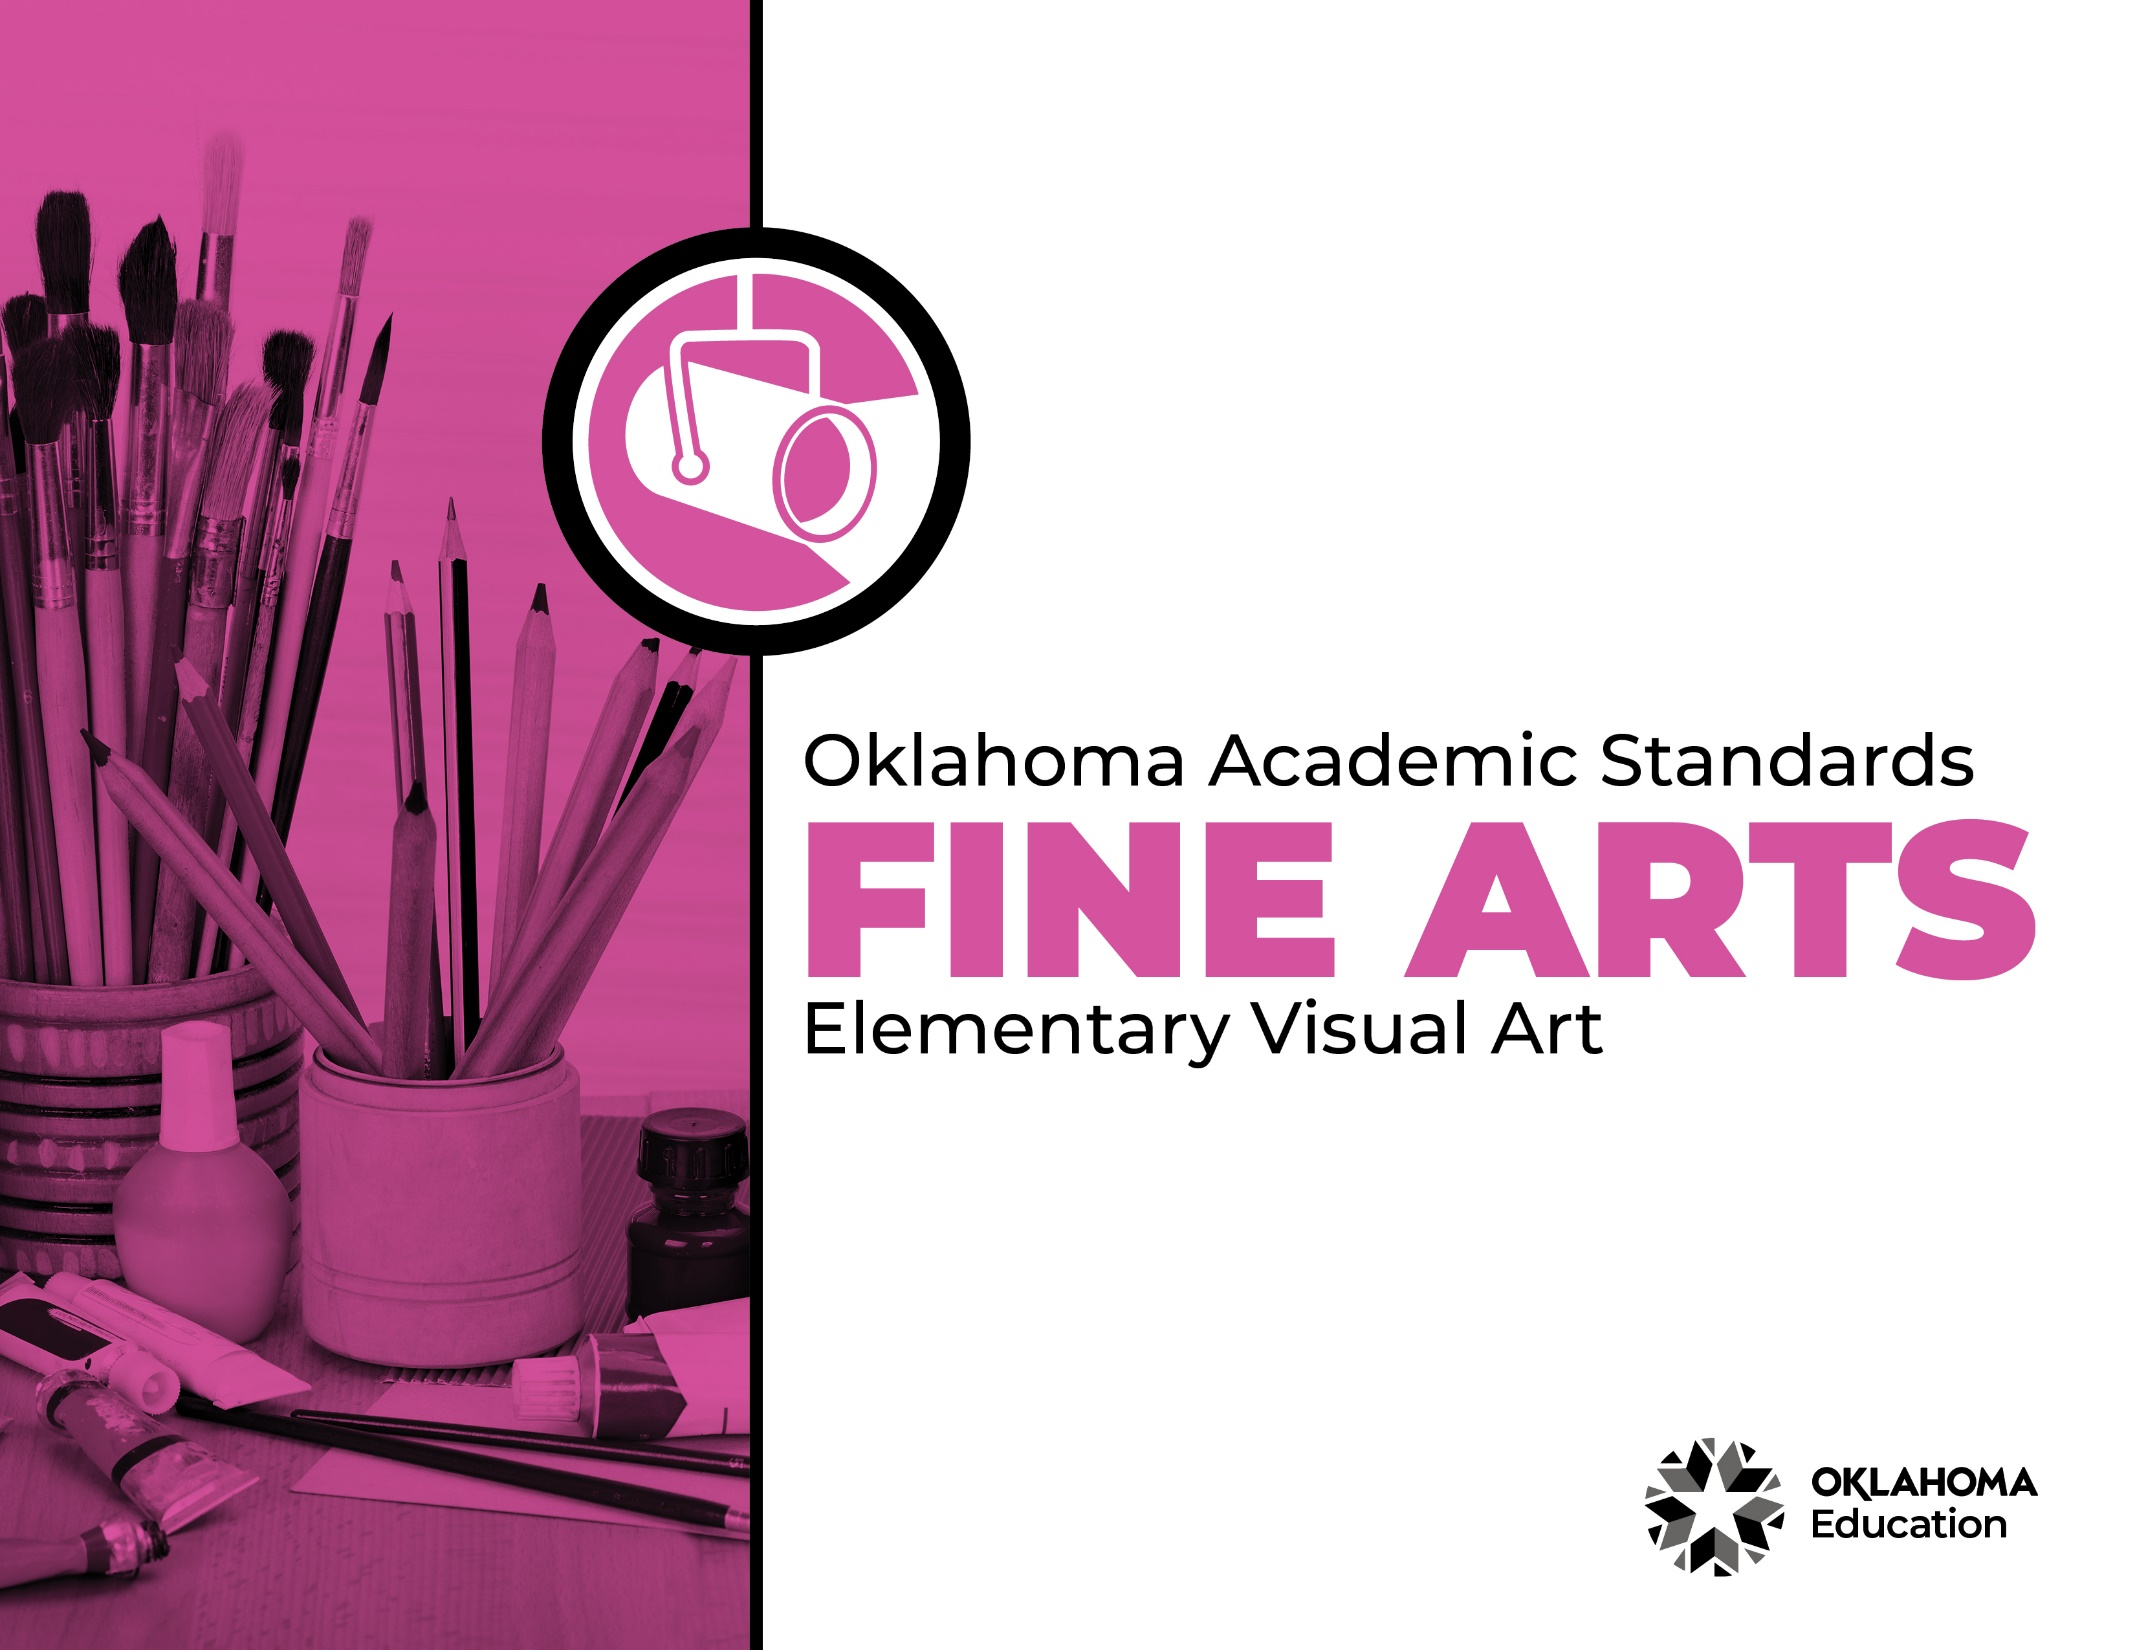 Oklahoma Academic Standards
FINE ARTS
Elementary Visual Art
OKLAHOMA
Education